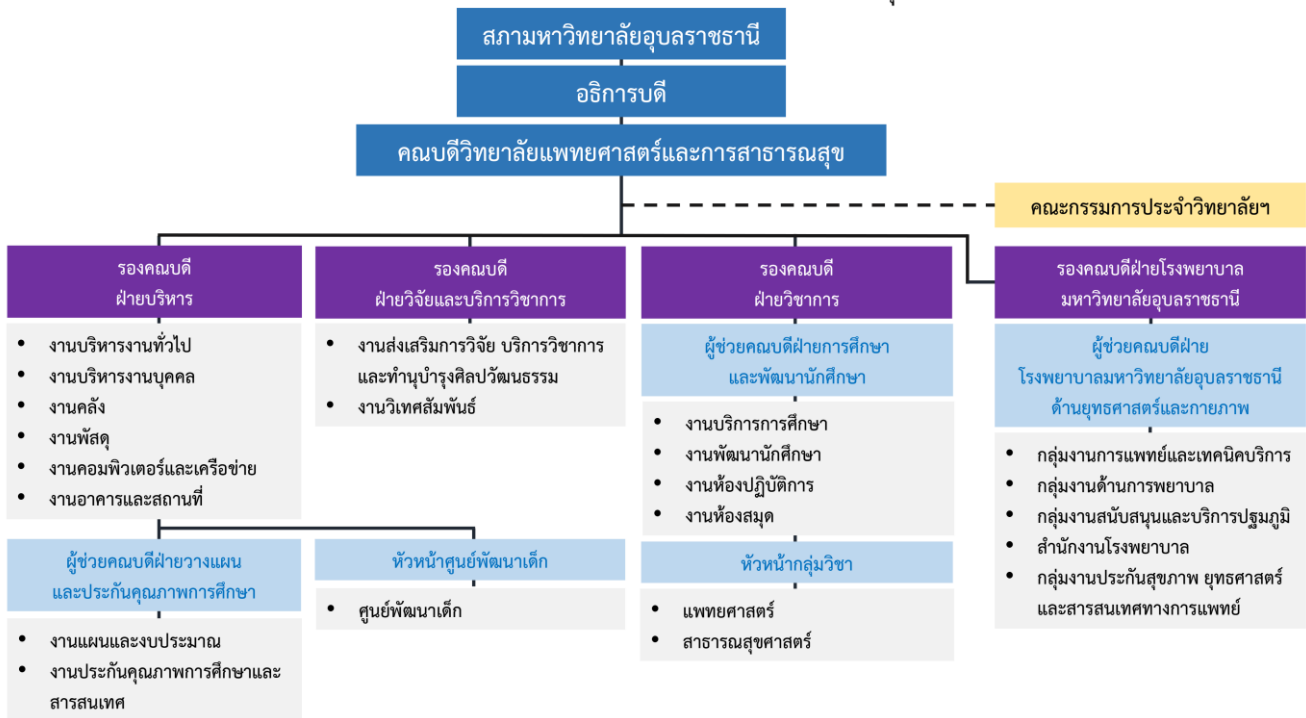 สภามหาวิทยาลัยอุบลราชธานี
อธิการบดี
คณบดีวิทยาลัยแพทยศาสตร์และการสาธารณสุข
คณะกรรมการประจำวิทยาลัยฯ
รองคณบดี
ฝ่ายบริหาร
• งานบริหารงานทั่วไป
• งานบริหารงานบุคคล
• งานคลัง
• งานพัสดุ
• งานคอมพิวเตอร์และเครือข่าย
• งานอาคารและสถานที่
ผู้ช่วยคณบดีฝ่ายวางแผน
และประกันคุณภาพการศึกษา
• งานแผนและงบประมาณ
• งานประกันคุณภาพการศึกษาและ
สารสนเทศ
รองคณบดี
ฝ่ายวิจัยและบริการวิชาการ
• งานส่งเสริมการวิจัย บริการวิชาการ
และทำนุบำรุงศิลปวัฒนธรรม
• งานวิเทศสัมพันธ์
หัวหน้าศูนย์พัฒนาเด็ก
• ศูนย์พัฒนาเด็ก
รองคณบดี
ฝ่ายวิชาการ
ผู้ช่วยคณบดีฝ่ายการศึกษา
และพัฒนานักศึกษา
• งานบริการการศึกษา
• งานพัฒนานักศึกษา
• งานห้องปฏิบัติการ
• งานห้องสมุด
หัวหน้ากลุ่มวิชา
• แพทยศาสตร์
• สาธารณสุขศาสตร์
รองคณบดีฝ่ายโรงพยาบาล
มหาวิทยาลัยอุบลราชธานี
ผู้ช่วยคณบดีฝ่าย
โรงพยาบาลมหาวิทยาลัยอุบลราชธานี
ด้านยุทธศาสตร์และกายภาพ
• กลุ่มงานการแพทย์และเทคนิคบริการ
• กลุ่มงานด้านการพยาบาล
• กลุ่มงานสนับสนุนและบริการปฐมภูมิ
• สำนักงานโรงพยาบาล
• กลุ่มงานประกันสุขภาพ ยุทธศาสตร์
และสารสนเทศทางการแพทย์